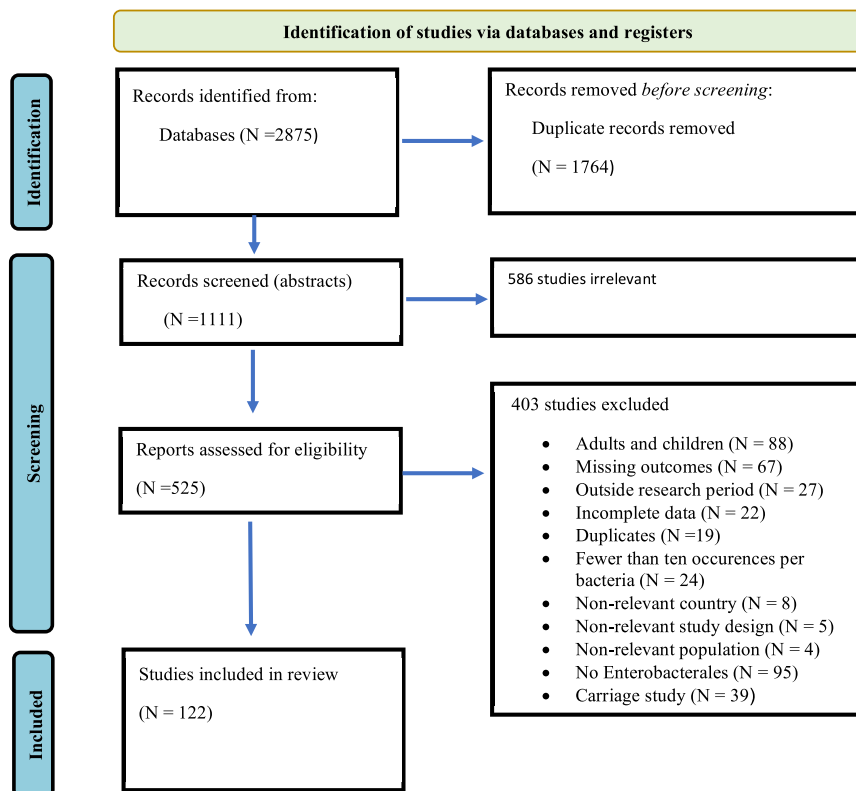 Identification of studies via databases and registers
Identification
Records identified from:
Databases (N =2875)
Records removed before screening:
Duplicate records removed
(N = 1764)
Screening
Records screened (abstracts)
(N =1111)
586 studies irrelevant
Reports assessed for eligibility
(N =525)
403 studies excluded
• Adults and children (N = 88)
• Missing outcomes (N = 67)
• Outside research period (N = 27)
• Incomplete data (N = 22)
• Duplicates (N =19)
• Fewer than ten occurences per
bacteria (N = 24)
• Non-relevant country (N = 8)
• Non-relevant study design (N = 5)
• Non-relevant population (N = 4)
• No Enterobacterales (N = 95)
• Carriage study (N = 39)
Included
Studies included in review
(N = 122)